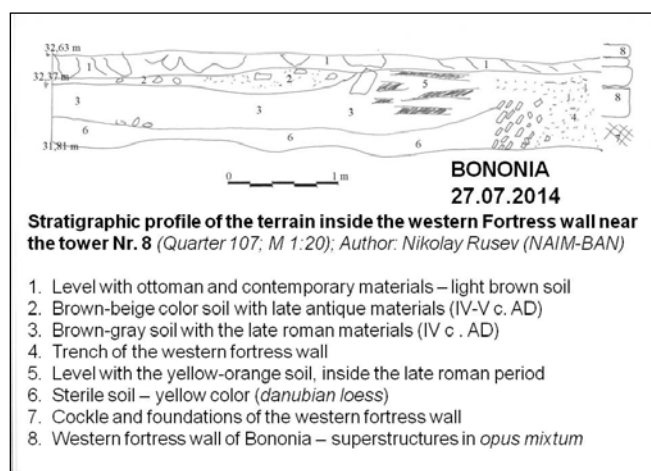 32,63 m
8
1
1
1
32,37 m
2
2
5
3
3
3
8
4
6
6
6
7
31,81 m
0 1 m
BONONIA
27.07.2014
Stratigraphic profile of the terrain inside the western Fortress wall near
the tower Nr. 8 (Quarter 107; M 1:20); Author: Nikolay Rusev (NAIM-BAN)
1. Level with ottoman and contemporary materials – light brown soil
2. Brown-beige color soil with late antique materials (IV-V c. AD)
3. Brown-gray soil with the late roman materials (IV c . AD)
4. Trench of the western fortress wall
5. Level with the yellow-orange soil, inside the late roman period
6. Sterile soil – yellow color (danubian loess)
7. Cockle and foundations of the western fortress wall
8. Western fortress wall of Bononia – superstructures in opus mixtum